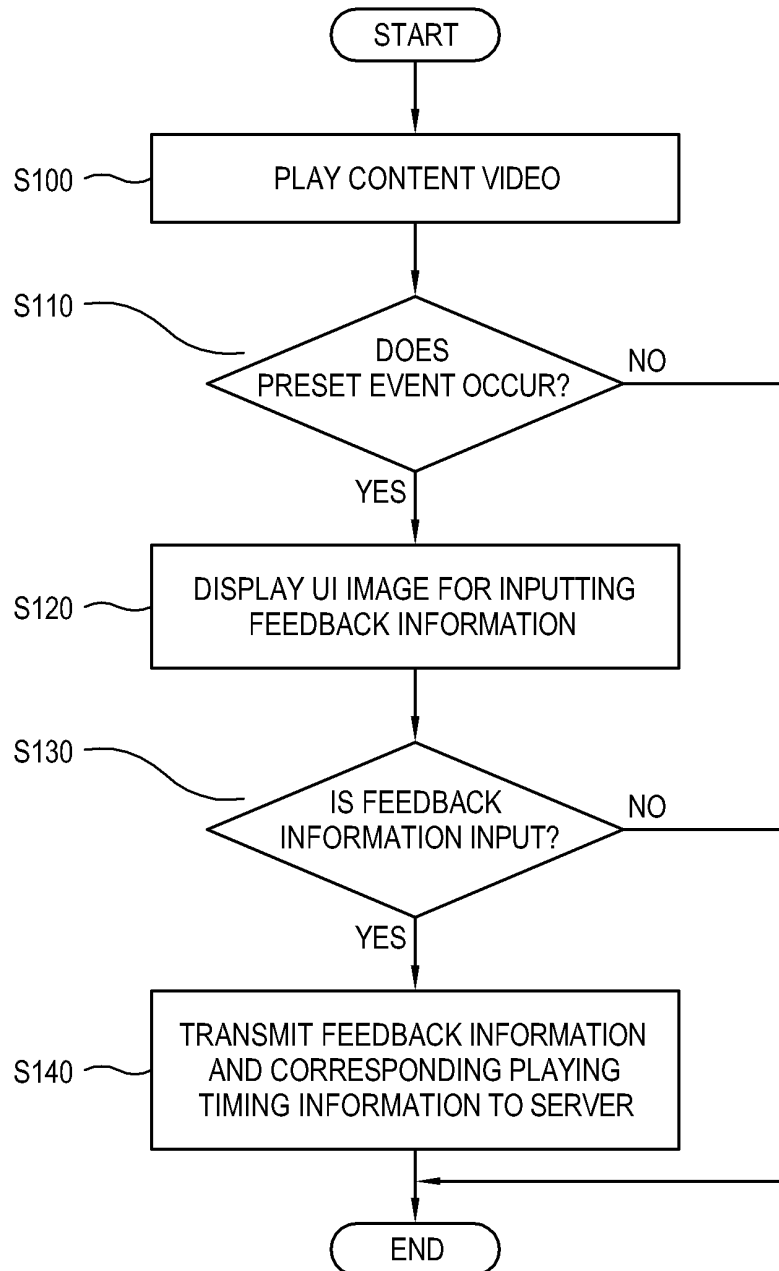 START
S100
PLAY CONTENT VIDEO
S110
DOES
PRESET EVENT OCCUR?
NO
YES
S120
DISPLAY UI IMAGE FOR INPUTTING
FEEDBACK INFORMATION
S130
IS FEEDBACK
INFORMATION INPUT?
NO
YES
S140
TRANSMIT FEEDBACK INFORMATION
AND CORRESPONDING PLAYING
TIMING INFORMATION TO SERVER
END